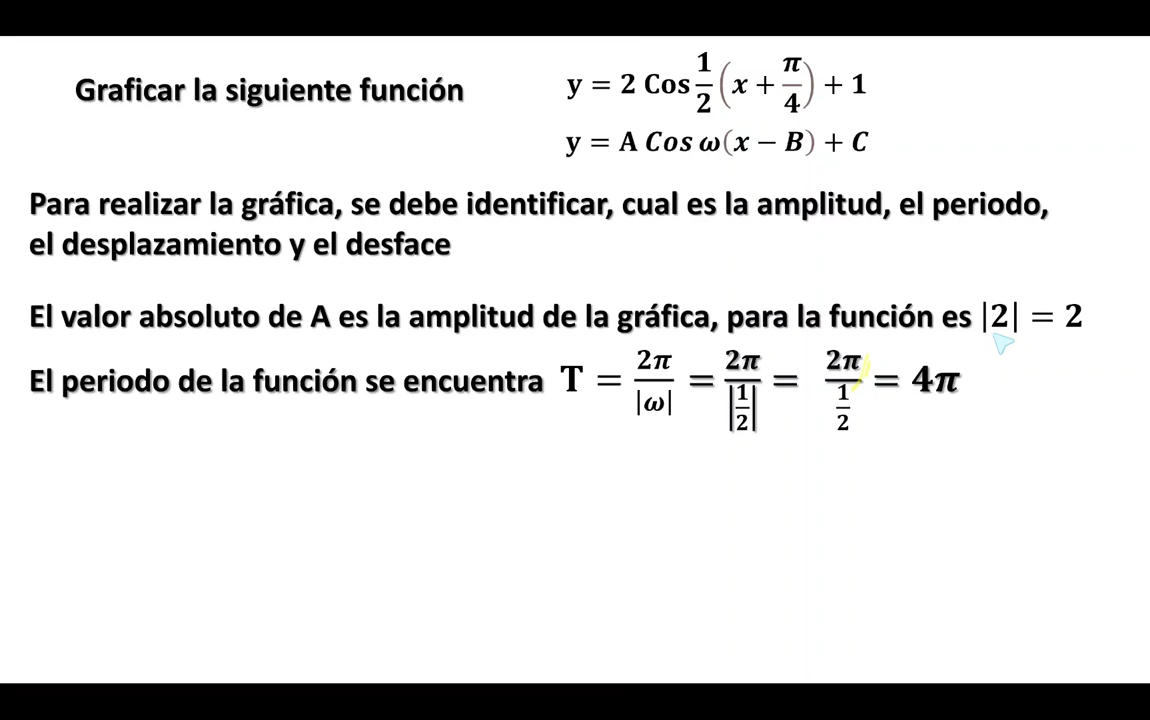 Graficar la siguiente función
y = 2 Cos 1/2 (x + π/4) + 1
y = A Cos ω(x − B) + C
Para realizar la gráfica, se debe identificar, cual es la amplitud, el periodo,
el desplazamiento y el desface
El valor absoluto de A es la amplitud de la gráfica, para la función es |2| = 2
El periodo de la función se encuentra T = 2π/|ω| = 2π/|1/2| = 2π/(1/2) = 4π